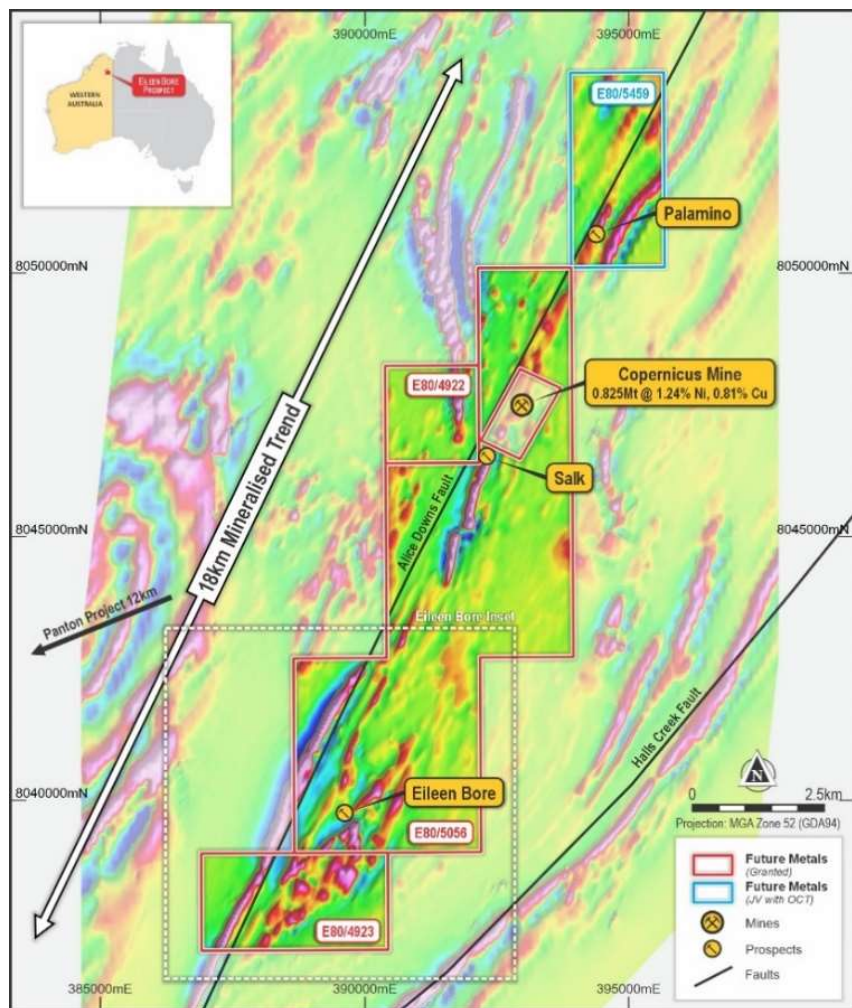 390000mE
395000mE
WESTERN
AUSTRALIA
EILEEN BORE
PROSPECT
E80/5459
Palamino
8050000mN
8050000mN
E80/4922
Copernicus Mine
0.825Mt @ 1.24% Ni, 0.81% Cu
Salk
18km Mineralised Trend
Alice Downs Fault
8045000mN
8045000mN
Panton Project 12km
Eileen Bore Inset
Halls Creek Fault
8040000mN
Eileen Bore
E80/5056
E80/4923
N
0
2.5km
Projection: MGA Zone 52 (GDA94)
Future Metals
(Granted)
Future Metals
(JV with OCT)
Mines
Prospects
Faults
385000mE
390000mE
395000mE